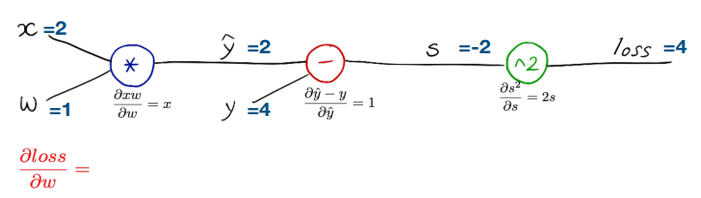 x =2
ŷ =2
s =-2
loss =4
*
−
^2
w =1
∂xw/∂w = x
y =4
∂ŷ − y/∂ŷ = 1
∂s²/∂s = 2s
∂loss/∂w =